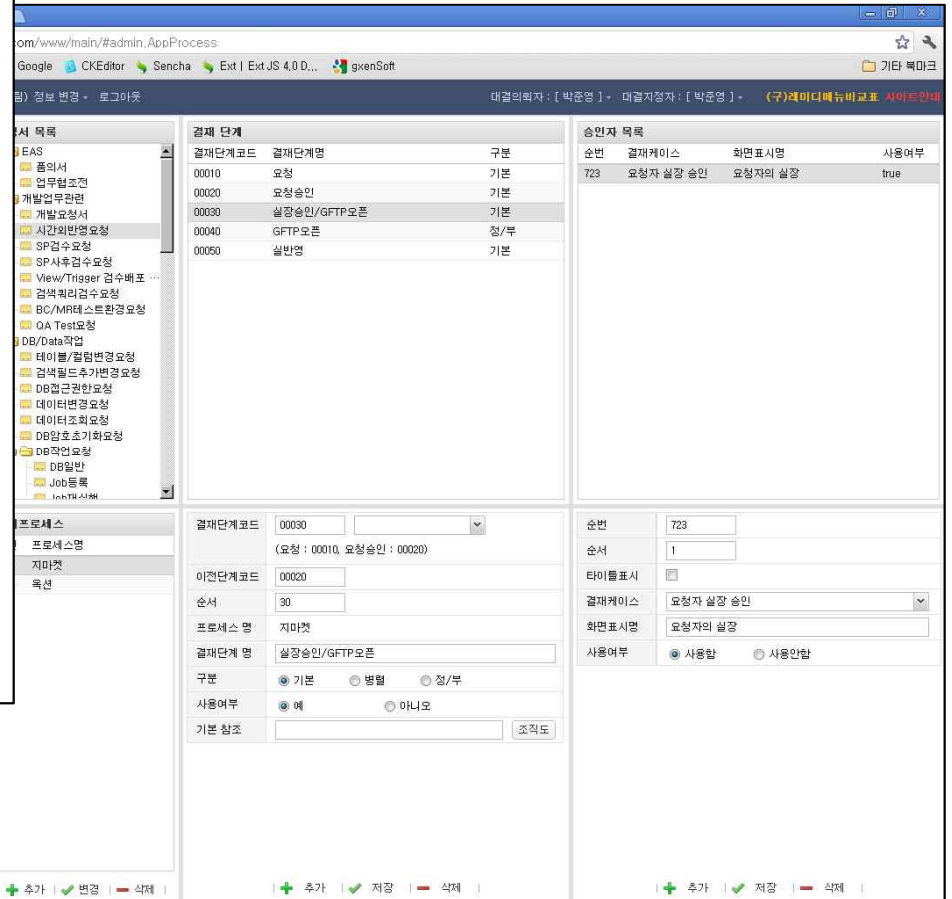 com/www/main/#admin,AppProcess
Google CKEditor Sencha Ext | Ext JS 4,0 D,,, gxenSoft 기타 북마크
팀) 정보 변경 로그아웃 대결의뢰자 : [ 박준영 ] 대결지정자 : [ 박준영 ] (구)래미디메뉴비교표 사이트안내
서 목록
EAS
품의서
업무협조전
개발업무관련
개발요청서
시간외반영요청
SP검수요청
SP사후검수요청
View/Trigger 검수배포 ···
검색쿼리검수요청
BC/MR테스트환경요청
QA Test요청
DB/Data작업
테이블/컬럼변경요청
검색필드추가변경요청
DB접근권한요청
데이터변경요청
데이터조회요청
DB암호초기화요청
DB작업요청
DB일반
Job등록
Job재실행
결재 단계
결재단계코드 결재단계명 구분
00010 요청 기본
00020 요청승인 기본
00030 실장승인/GFTP오픈 기본
00040 GFTP오픈 정/부
00050 실반영 기본
승인자 목록
순번 결재케이스 화면표시명 사용여부
723 요청자 실장 승인 요청자의 실장 true
프로세스
프로세스명
지마켓
옥션
추가 | 변경 | 삭제 |
결재단계코드 00030
(요청 : 00010, 요청승인 : 00020)
이전단계코드 00020
순서 30
프로세스 명 지마켓
결재단계 명 실장승인/GFTP오픈
구분 기본 병렬 정/부
사용여부 예 아니오
기본 참조 조직도
| 추가 | 저장 | 삭제 |
순번 723
순서 1
타이틀표시
결재케이스 요청자 실장 승인
화면표시명 요청자의 실장
사용여부 사용함 사용안함
| 추가 | 저장 | 삭제 |